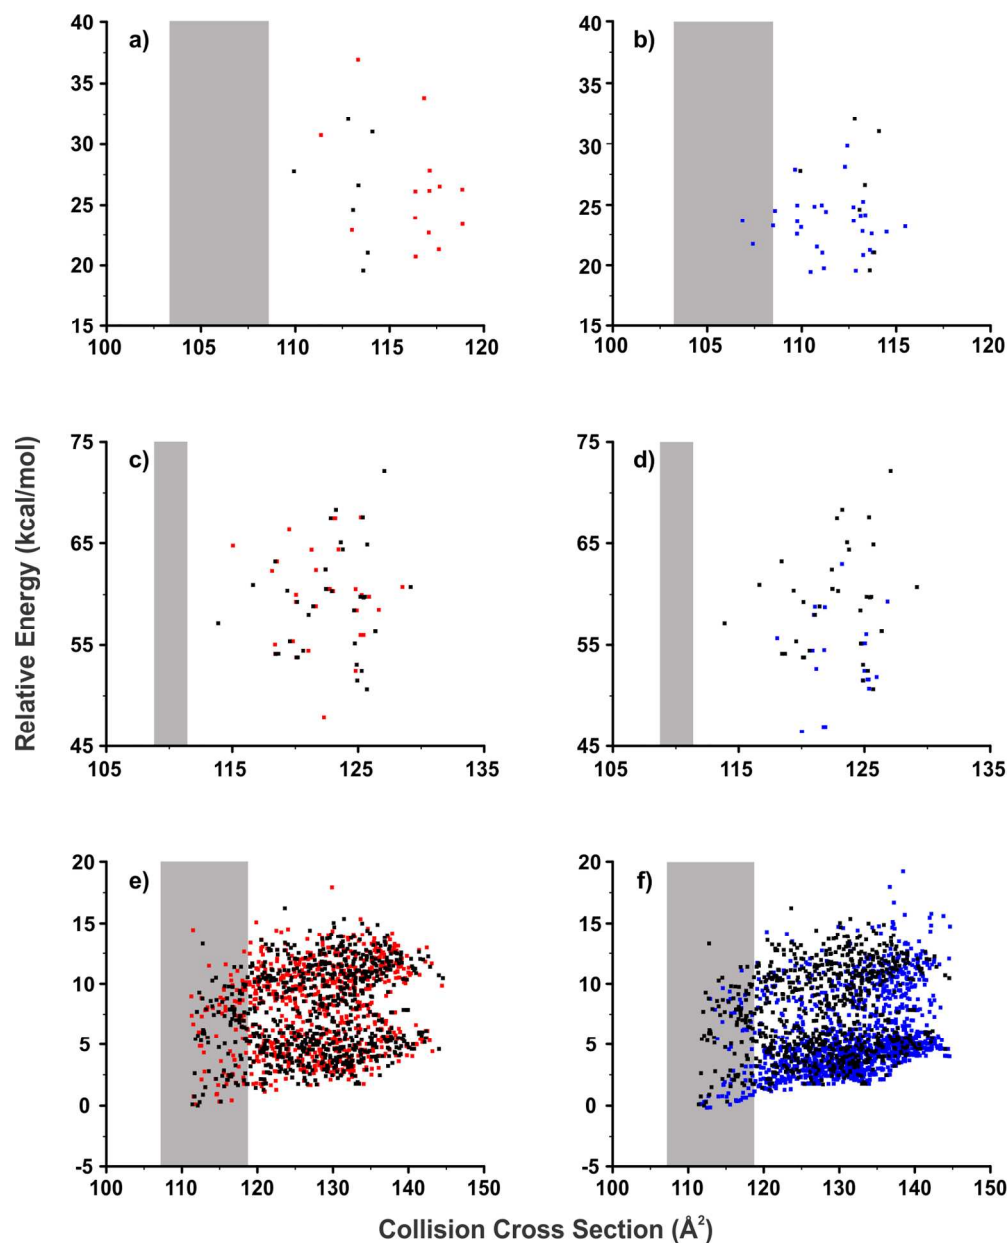 a)
40
35
30
25
20
15
100 105 110 115 120
b)
40
35
30
25
20
15
100 105 110 115 120
c)
75
65
55
45
105 115 125 135
d)
75
65
55
45
105 115 125 135
e)
20
15
10
5
0
-5
100 110 120 130 140 150
f)
20
15
10
5
0
-5
100 110 120 130 140 150
Relative Energy (kcal/mol)
Collision Cross Section (Å²)